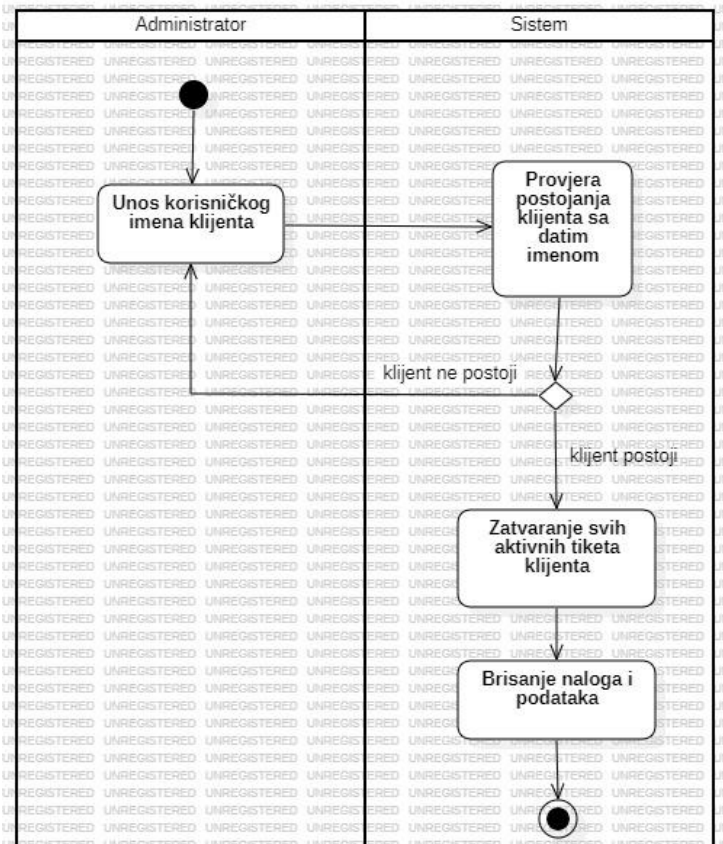 Administrator
Sistem
Unos korisničkog
imena klijenta
Provjera
postojanja
klijenta sa
datim
imenom
klijent ne postoji
klijent postoji
Zatvaranje svih
aktivnih tiketa
klijenta
Brisanje naloga i
podataka
UNREGISTERED